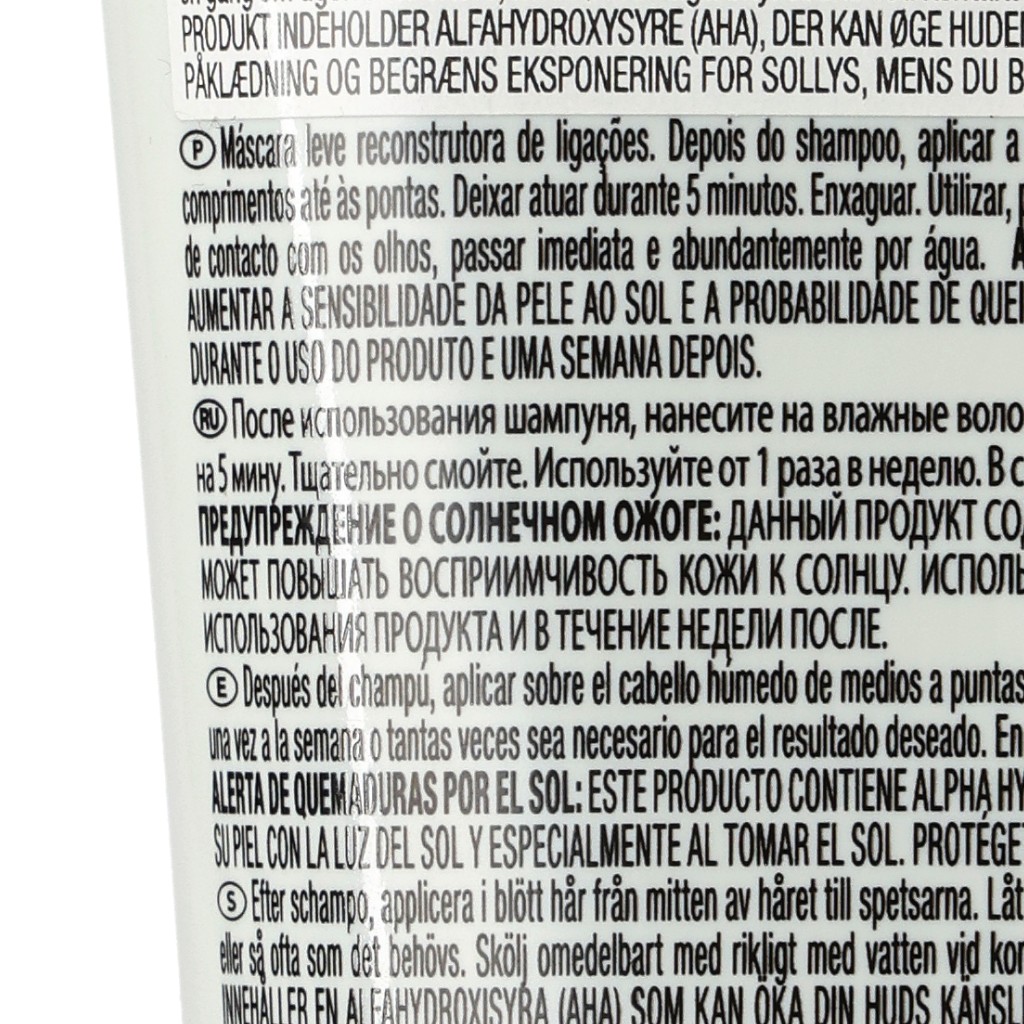 PRODUKT INDEHOLDER ALFAHYDROXYSYRE (AHA), DER KAN ØGE
PÅKLÆDNING OG BEGRÆNS EKSPONERING FOR SOLLYS, MENS DU
P Máscara leve reconstrutora de ligações. Depois do shampoo, aplicar a
comprimentos até às pontas. Deixar atuar durante 5 minutos. Enxaguar. Utilizar,
de contacto com os olhos, passar imediata e abundantemente por água.
AUMENTAR A SENSIBILIDADE DA PELE AO SOL E A PROBABILIDADE DE
DURANTE O USO DO PRODUTO E UMA SEMANA DEPOIS.
RU После использования шампуня, нанесите на влажные
на 5 мину. Тщательно смойте. Используйте от 1 раза в неделю. В
ПРЕДУПРЕЖДЕНИЕ О СОЛНЕЧНОМ ОЖОГЕ: ДАННЫЙ ПРОДУКТ
МОЖЕТ ПОВЫШАТЬ ВОСПРИИМЧИВОСТЬ КОЖИ К СОЛНЦУ.
ИСПОЛЬЗОВАНИЯ ПРОДУКТА И В ТЕЧЕНИЕ НЕДЕЛИ ПОСЛЕ.
E Después del champú, aplicar sobre el cabello húmedo de medios a puntas
una vez a la semana o tantas veces sea necesario para el resultado deseado. En
ALERTA DE QUEMADURAS POR EL SOL: ESTE PRODUCTO CONTIENE ALPHA HY
SU PIEL CON LA LUZ DEL SOL Y ESPECIALMENTE AL TOMAR EL SOL. PROTÉGE
S Efter schampo, applicera i blött hår från mitten av håret till spetsarna. Låt
eller så ofta som det behövs. Skölj omedelbart med rikligt med vatten vid
INNEHÅLLER EN ALFAHYDROXISYRA (AHA) SOM KAN ÖKA DIN HUDS